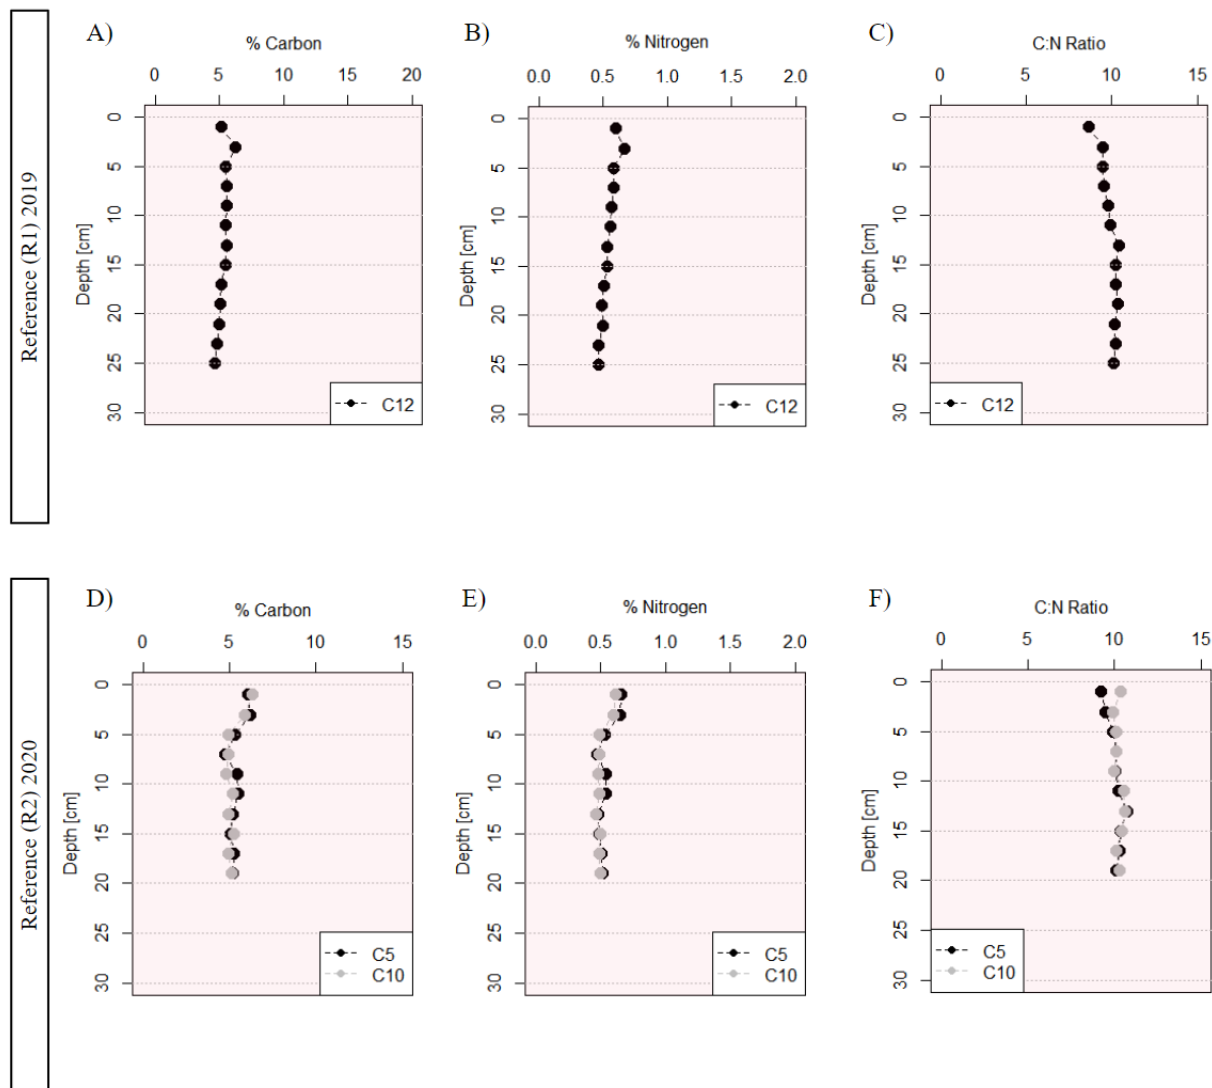 Reference (R1) 2019
A)
% Carbon
0 5 10 15 20
Depth [cm]
0
5
10
15
20
25
30
C12
B)
% Nitrogen
0.0 0.5 1.0 1.5 2.0
Depth [cm]
0
5
10
15
20
25
30
C12
C)
C:N Ratio
0 5 10 15
Depth [cm]
0
5
10
15
20
25
30
C12
Reference (R2) 2020
D)
% Carbon
0 5 10 15
Depth [cm]
0
5
10
15
20
25
30
C5
C10
E)
% Nitrogen
0.0 0.5 1.0 1.5 2.0
Depth [cm]
0
5
10
15
20
25
30
C5
C10
F)
C:N Ratio
0 5 10 15
Depth [cm]
0
5
10
15
20
25
30
C5
C10